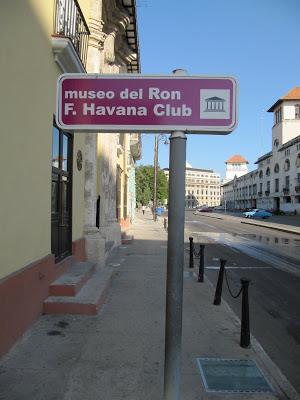 museo del Ron
F. Havana Club